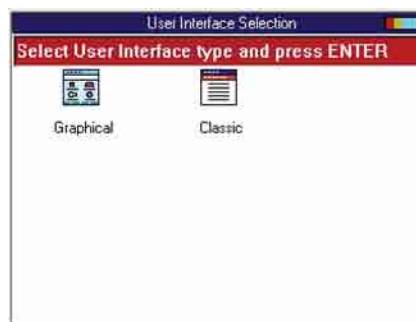 User Interface Selection
Select User Interface type and press ENTER
Graphical Classic